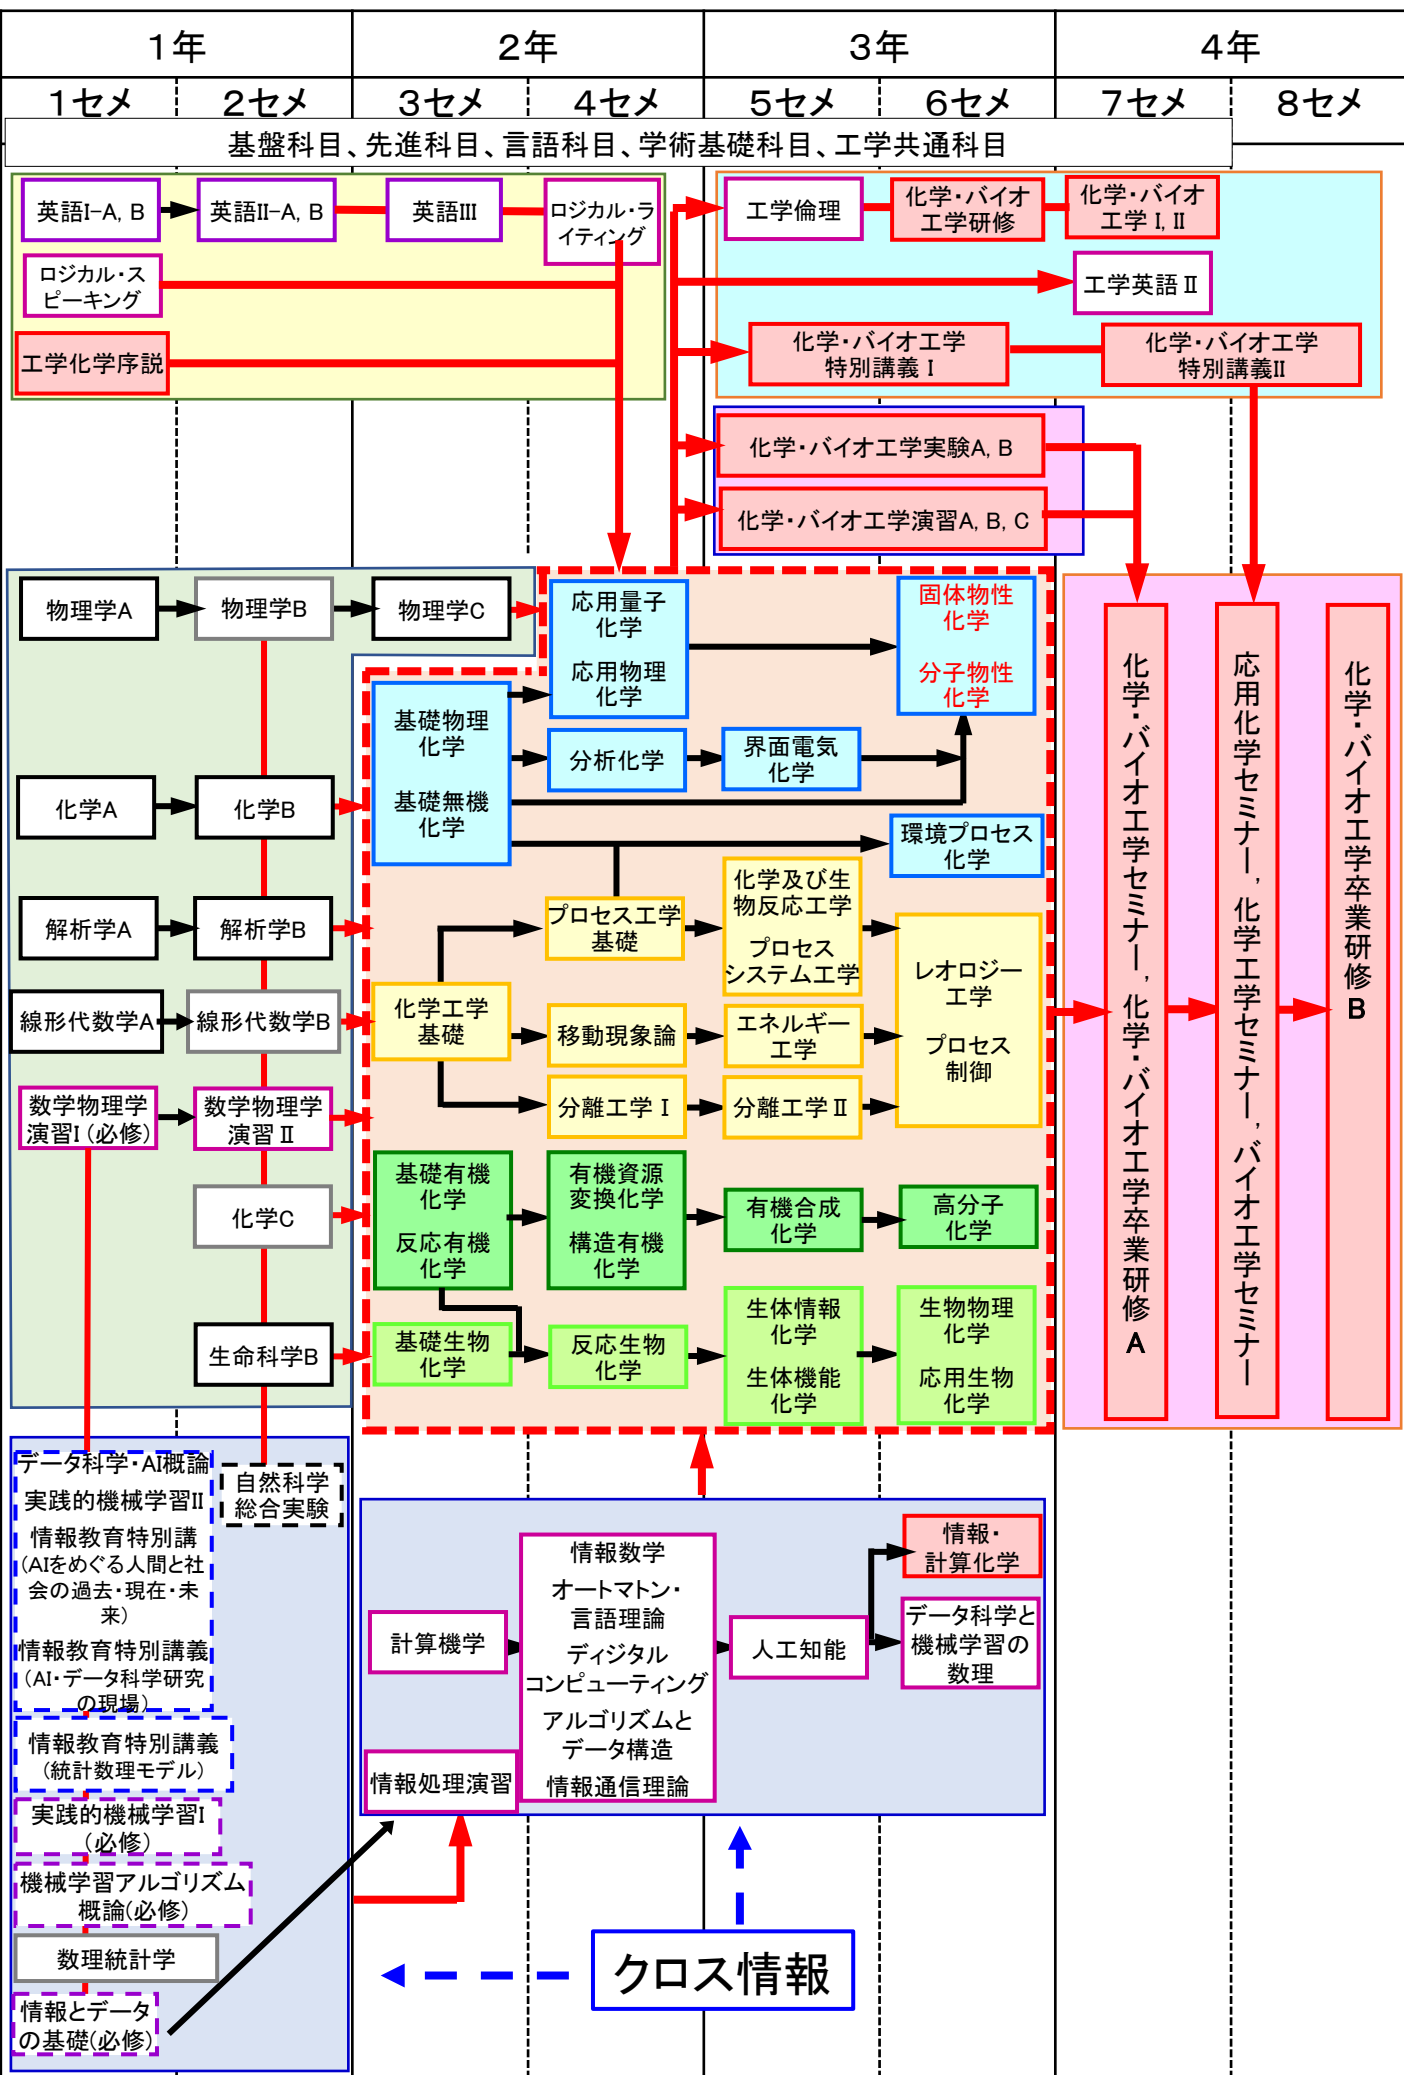 1年
2年
3年
4年
1セメ
2セメ
3セメ
4セメ
5セメ
6セメ
7セメ
8セメ
基盤科目、先進科目、言語科目、学術基礎科目、工学共通科目
英語I-A, B
英語II-A, B
英語III
ロジカル・ラ
イティング
ロジカル・ス
ピーキング
工学化学序説
工学倫理
化学・バイオ
工学研修
化学・バイオ
工学 I, II
工学英語Ⅱ
化学・バイオ工学
特別講義 I
化学・バイオ工学
特別講義II
化学・バイオ工学実験A, B
化学・バイオ工学演習A, B, C
物理学A
物理学B
物理学C
化学A
化学B
解析学A
解析学B
線形代数学A
線形代数学B
数学物理学
演習I (必修)
数学物理学
演習Ⅱ
化学C
生命科学B
応用量子
化学
応用物理
化学
固体物性
化学
分子物性
化学
基礎物理
化学
基礎無機
化学
分析化学
界面電気
化学
環境プロセス
化学
プロセス工学
基礎
化学及び生
物反応工学
プロセス
システム工学
化学工学
基礎
移動現象論
エネルギー
工学
レオロジー
工学
プロセス
制御
分離工学 I
分離工学Ⅱ
基礎有機
化学
反応有機
化学
有機資源
変換化学
構造有機
化学
有機合成
化学
高分子
化学
基礎生物
化学
反応生物
化学
生体情報
化学
生体機能
化学
生物物理
化学
応用生物
化学
化学・バイオ工学セミナー, 化学・バイオ工学卒業研修A
応用化学セミナー, 化学工学セミナー, バイオ工学セミナー
化学・バイオ工学卒業研修B
データ科学・AI概論
実践的機械学習II
情報教育特別講
(AIをめぐる人間と社
会の過去・現在・未
来)
情報教育特別講義
(AI・データ科学研究
の現場)
情報教育特別講義
(統計数理モデル)
実践的機械学習I
(必修)
機械学習アルゴリズム
概論(必修)
数理統計学
情報とデータ
の基礎(必修)
自然科学
総合実験
計算機学
情報処理演習
情報数学
オートマトン・
言語理論
ディジタル
コンピューティング
アルゴリズムと
データ構造
情報通信理論
人工知能
情報・
計算化学
データ科学と
機械学習の
数理
クロス情報